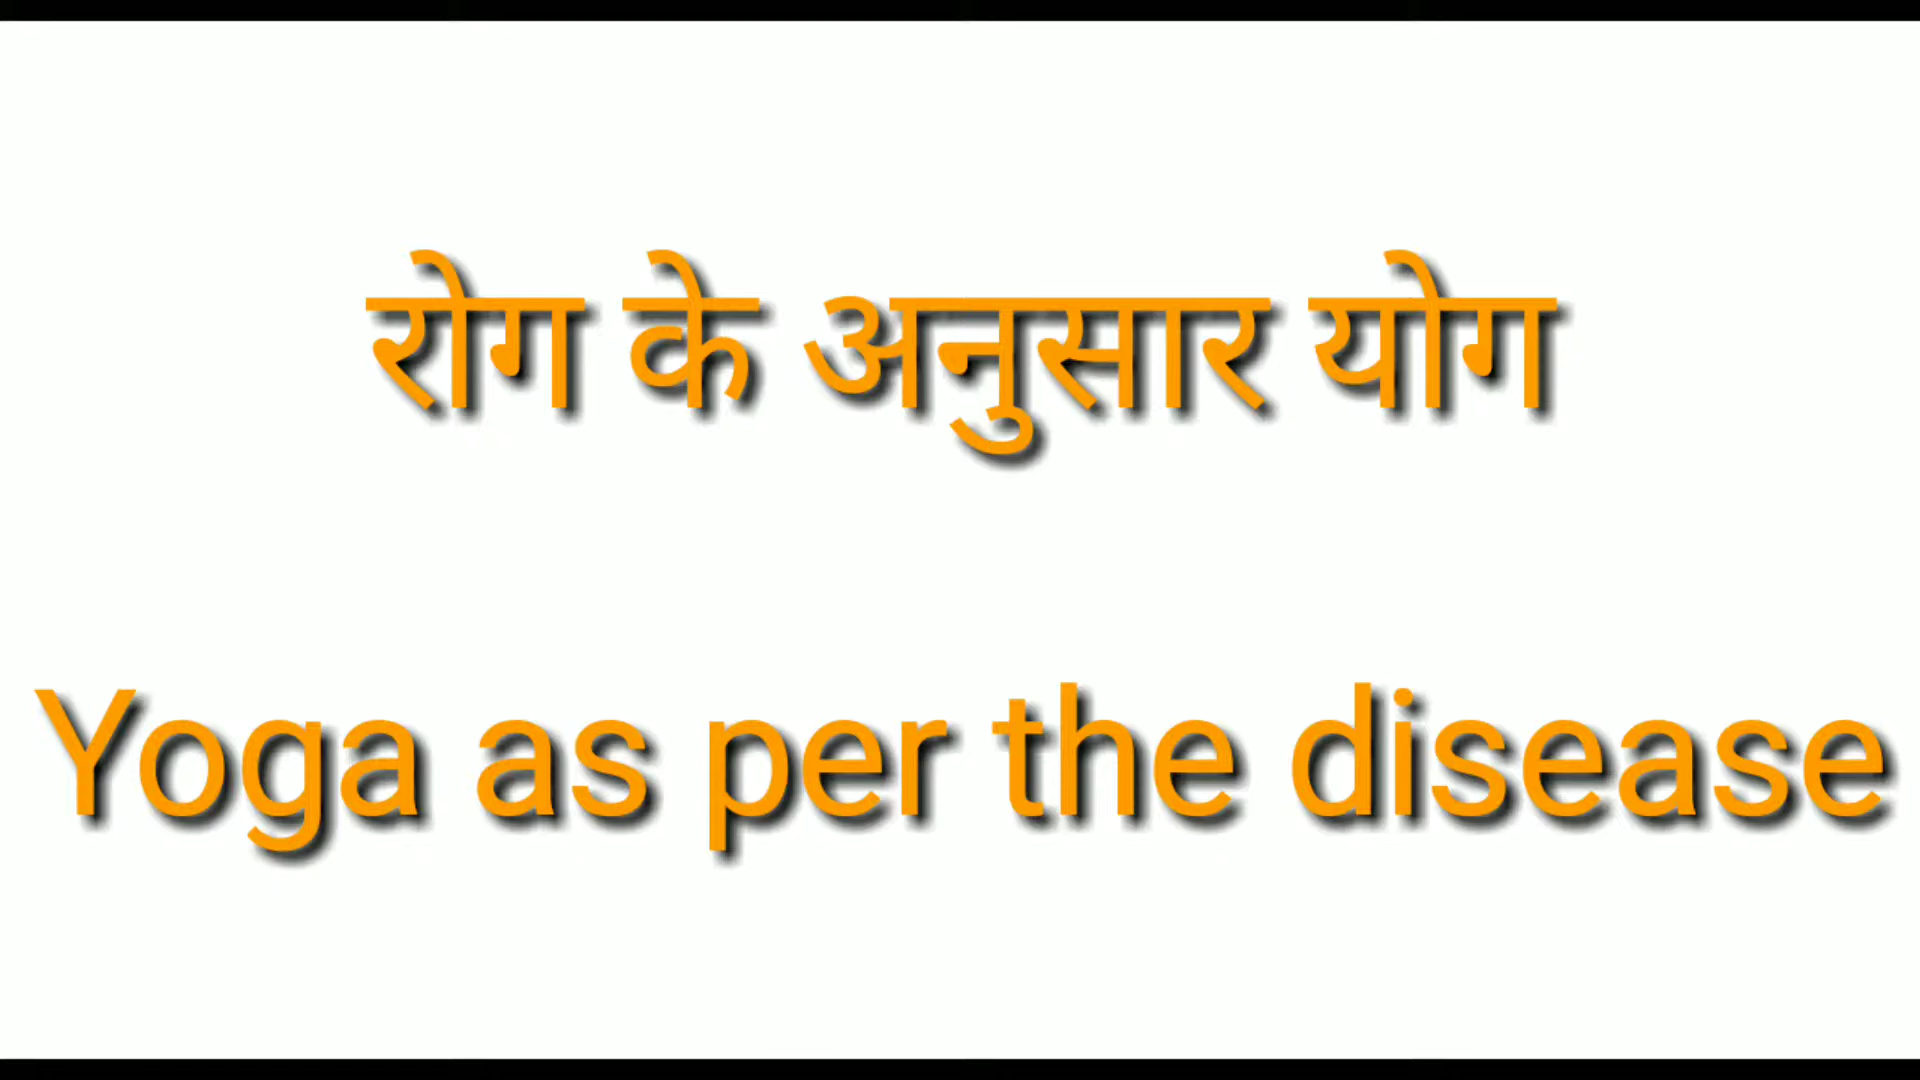 रोग के अनुसार योग
Yoga as per the disease